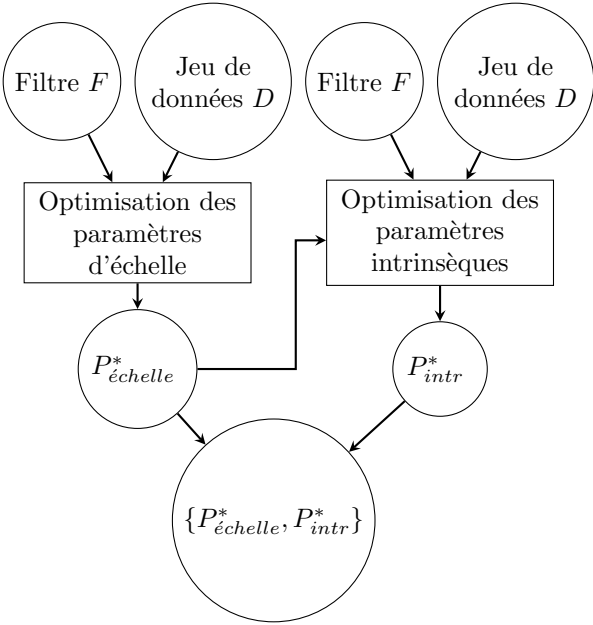 Filtre F
Jeu de
données D
Filtre F
Jeu de
données D
Optimisation des
paramètres
d'échelle
Optimisation des
paramètres
intrinsèques
P*échelle
P*intr
{P*échelle, P*intr}